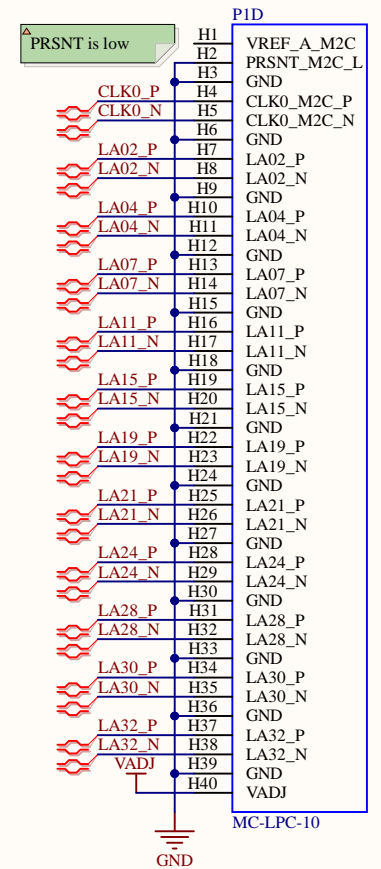 P1D
PRSNT is low
H1 VREF_A_M2C
H2 PRSNT_M2C_L
H3 GND
CLK0_P H4 CLK0_M2C_P
CLK0_N H5 CLK0_M2C_N
H6 GND
LA02_P H7 LA02_P
LA02_N H8 LA02_N
H9 GND
LA04_P H10 LA04_P
LA04_N H11 LA04_N
H12 GND
LA07_P H13 LA07_P
LA07_N H14 LA07_N
H15 GND
LA11_P H16 LA11_P
LA11_N H17 LA11_N
H18 GND
LA15_P H19 LA15_P
LA15_N H20 LA15_N
H21 GND
LA19_P H22 LA19_P
LA19_N H23 LA19_N
H24 GND
LA21_P H25 LA21_P
LA21_N H26 LA21_N
H27 GND
LA24_P H28 LA24_P
LA24_N H29 LA24_N
H30 GND
LA28_P H31 LA28_P
LA28_N H32 LA28_N
H33 GND
LA30_P H34 LA30_P
LA30_N H35 LA30_N
H36 GND
LA32_P H37 LA32_P
LA32_N H38 LA32_N
VADJ H39 GND
H40 VADJ
MC-LPC-10
GND